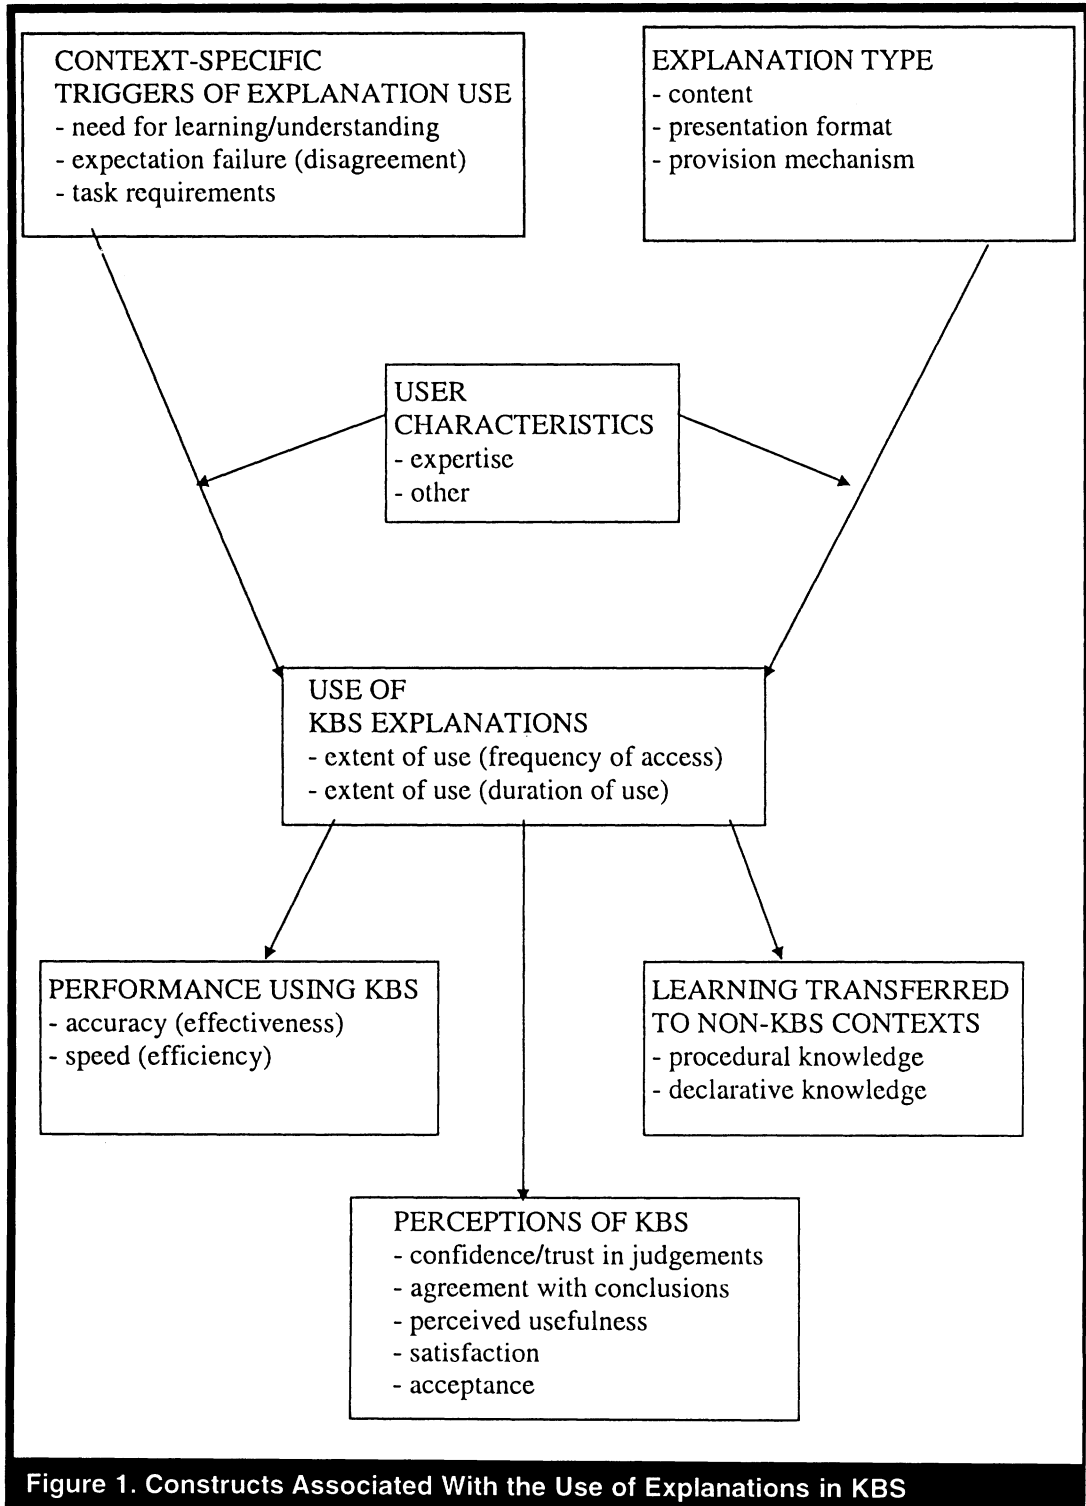 CONTEXT-SPECIFIC
TRIGGERS OF EXPLANATION USE
- need for learning/understanding
- expectation failure (disagreement)
- task requirements
EXPLANATION TYPE
- content
- presentation format
- provision mechanism
USER
CHARACTERISTICS
- expertise
- other
USE OF
KBS EXPLANATIONS
- extent of use (frequency of access)
- extent of use (duration of use)
PERFORMANCE USING KBS
- accuracy (effectiveness)
- speed (efficiency)
LEARNING TRANSFERRED
TO NON-KBS CONTEXTS
- procedural knowledge
- declarative knowledge
PERCEPTIONS OF KBS
- confidence/trust in judgements
- agreement with conclusions
- perceived usefulness
- satisfaction
- acceptance
Figure 1. Constructs Associated With the Use of Explanations in KBS